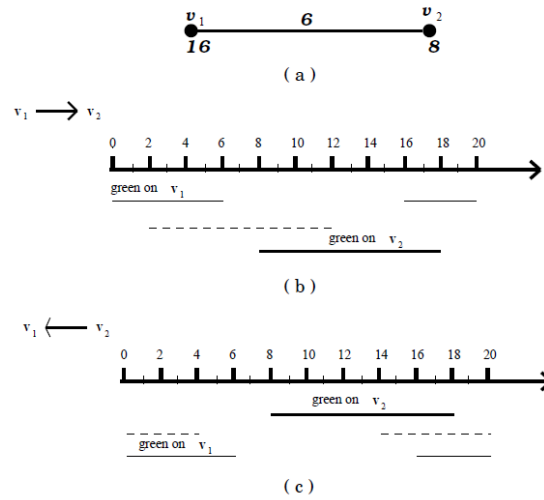 v₁ 6 v₂
16 8
( a )
v₁ v₂
0 2 4 6 8 10 12 14 16 18 20
green on v₁
green on v₂
( b )
v₁ v₂
0 2 4 6 8 10 12 14 16 18 20
green on v₂
green on v₁
( c )